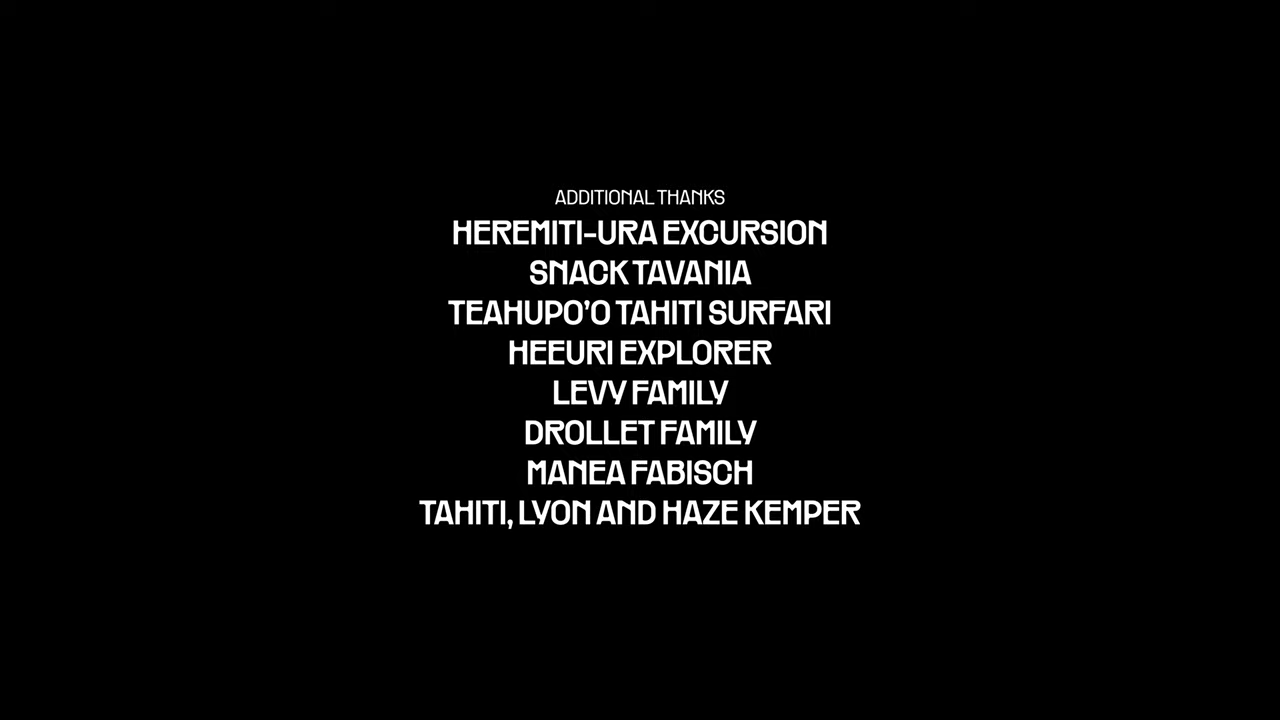 ADDITIONAL THANKS
HEREMITI-URA EXCURSION
SNACK TAVANIA
TEAHUPO'O TAHITI SURFARI
HEEURI EXPLORER
LEVY FAMILY
DROLLET FAMILY
MANEA FABISCH
TAHITI, LYON AND HAZE KEMPER